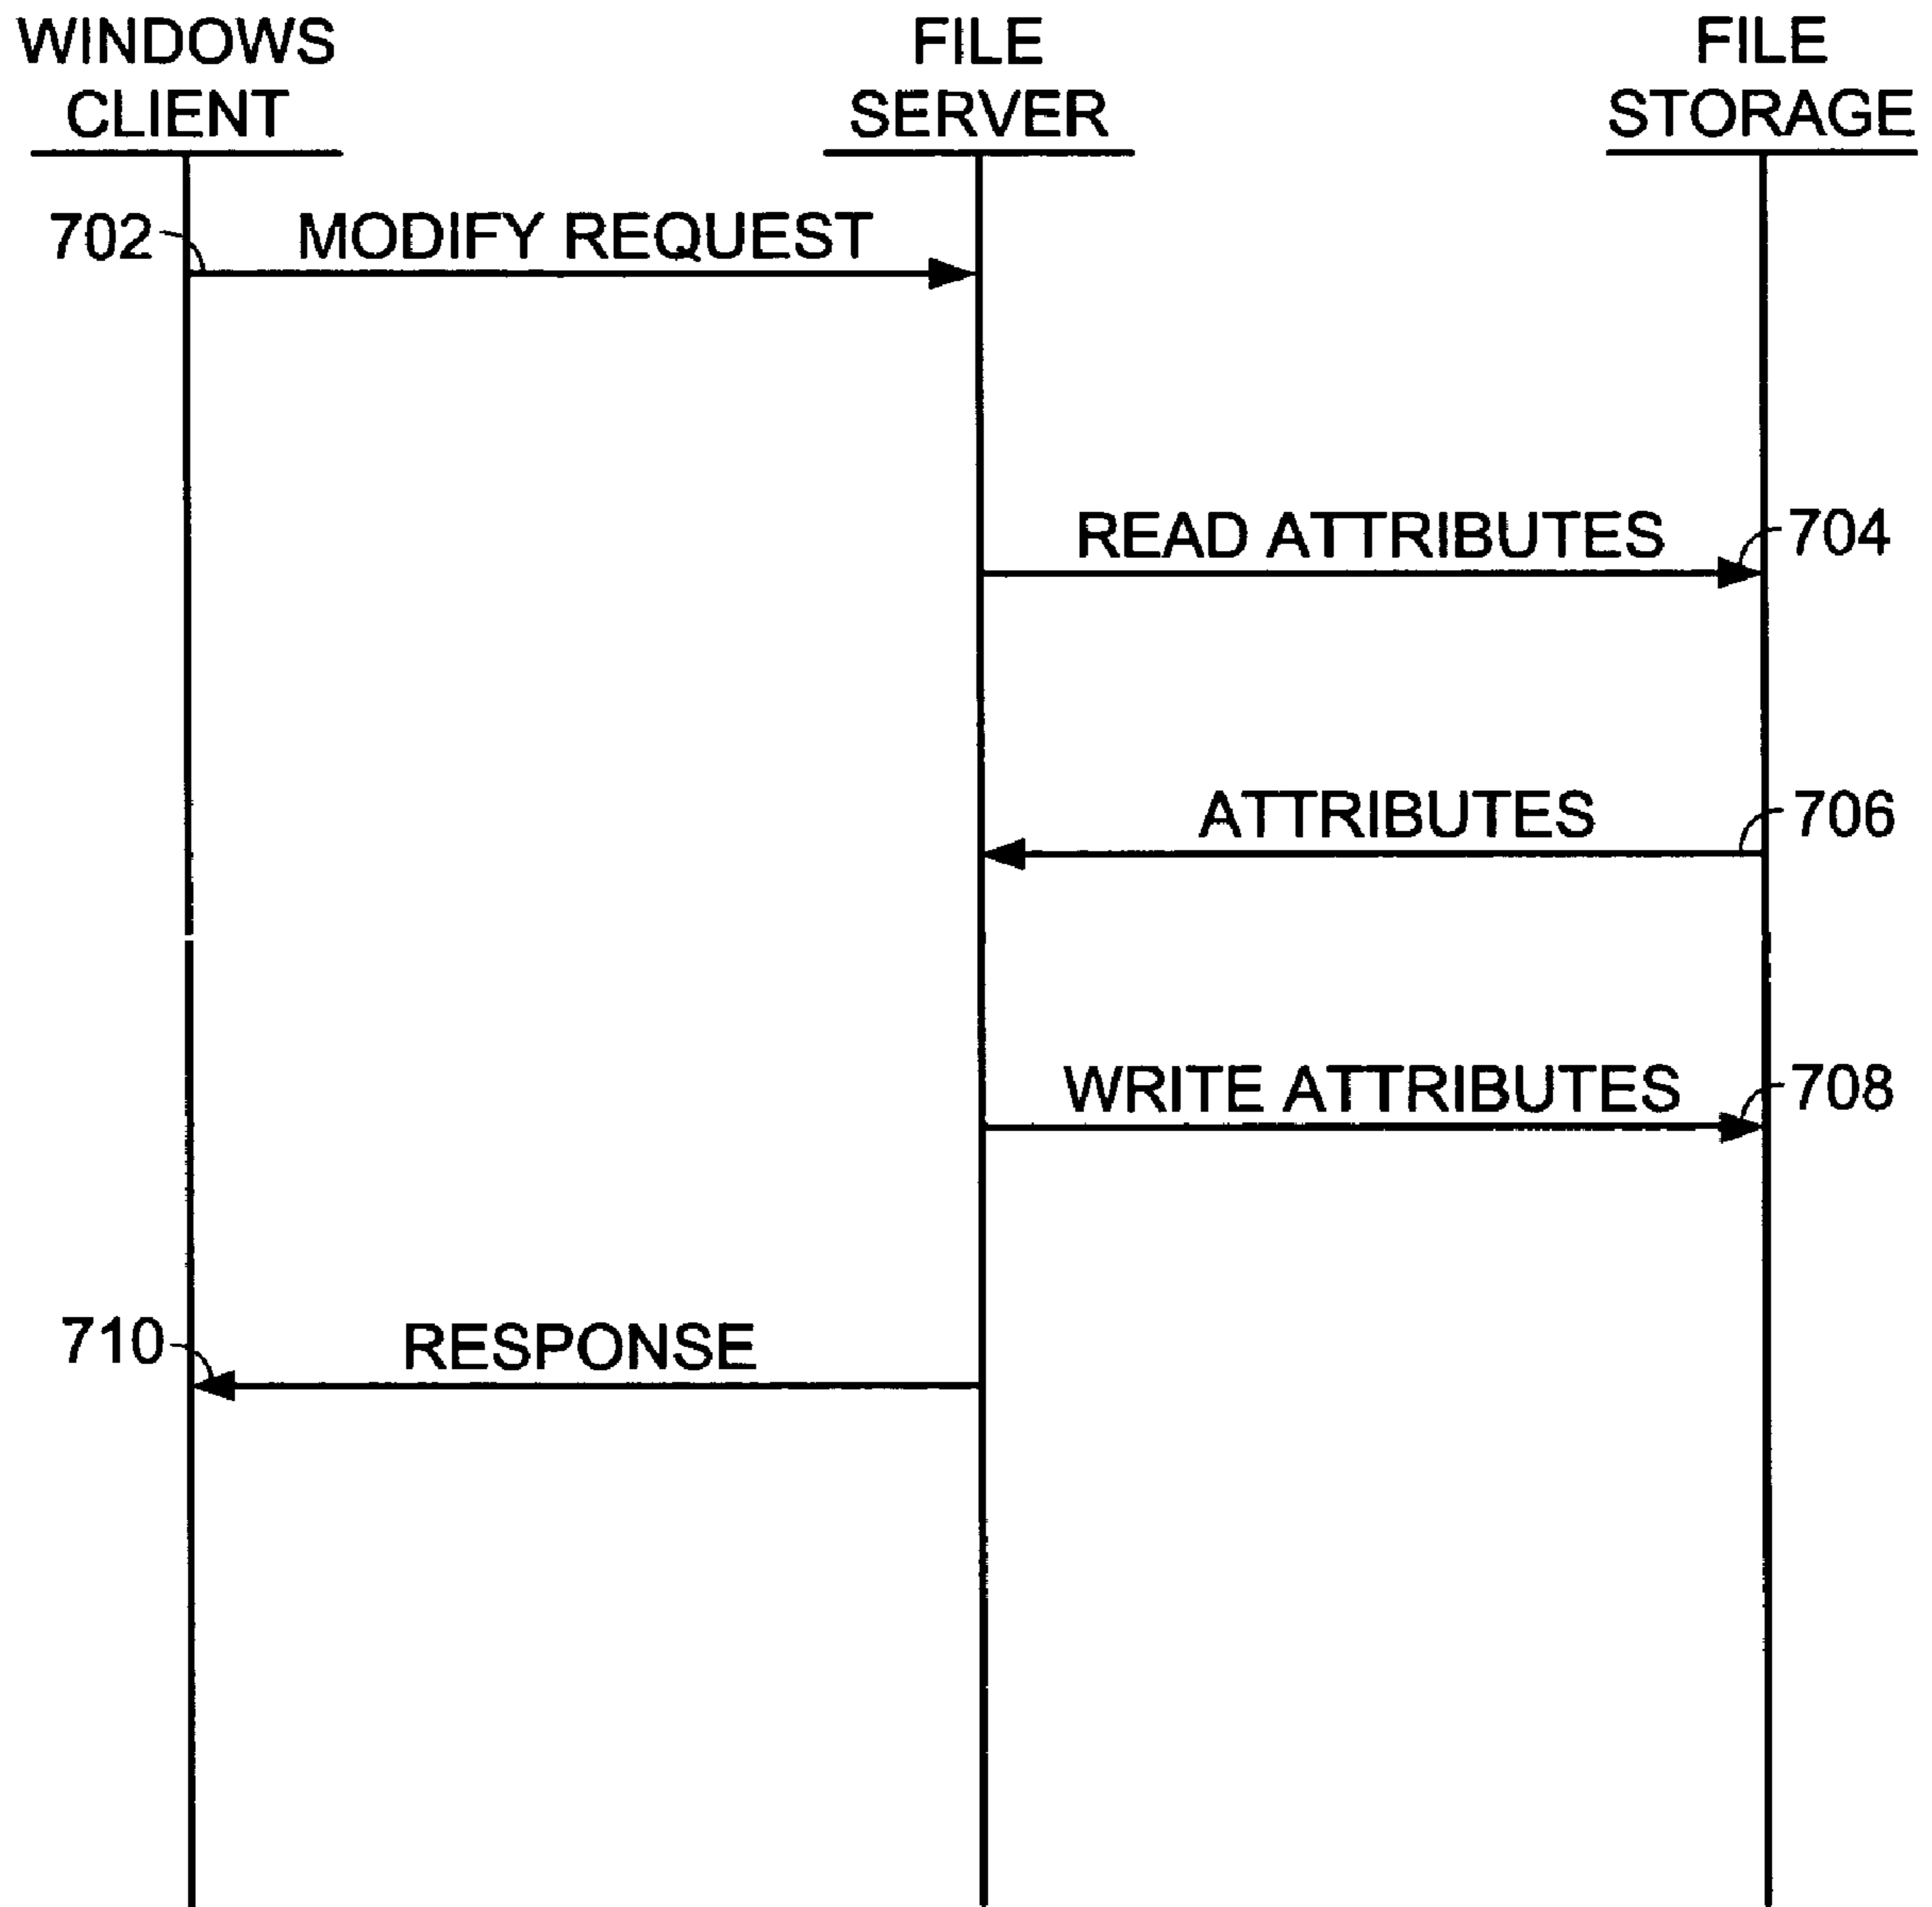 WINDOWS
CLIENT
FILE
SERVER
FILE
STORAGE
702
MODIFY REQUEST
READ ATTRIBUTES
704
ATTRIBUTES
706
WRITE ATTRIBUTES
708
710
RESPONSE